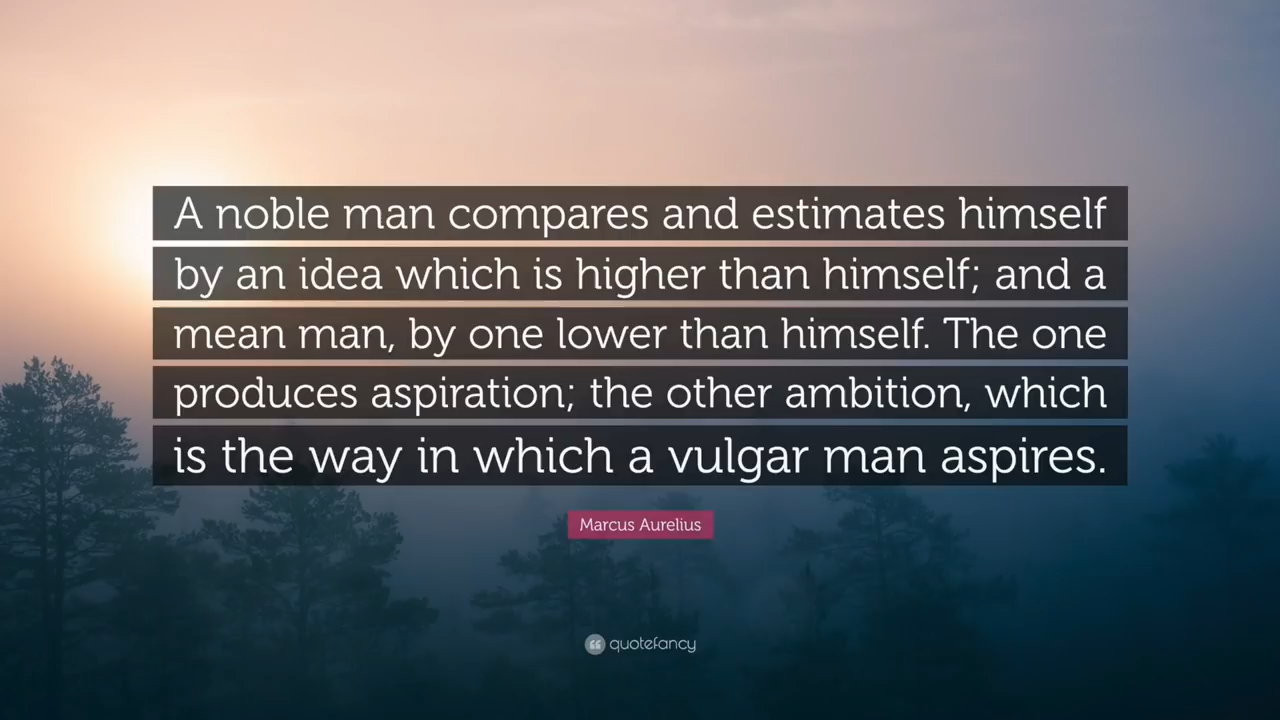 A noble man compares and estimates himself
by an idea which is higher than himself; and a
mean man, by one lower than himself. The one
produces aspiration; the other ambition, which
is the way in which a vulgar man aspires.
Marcus Aurelius
quotefancy